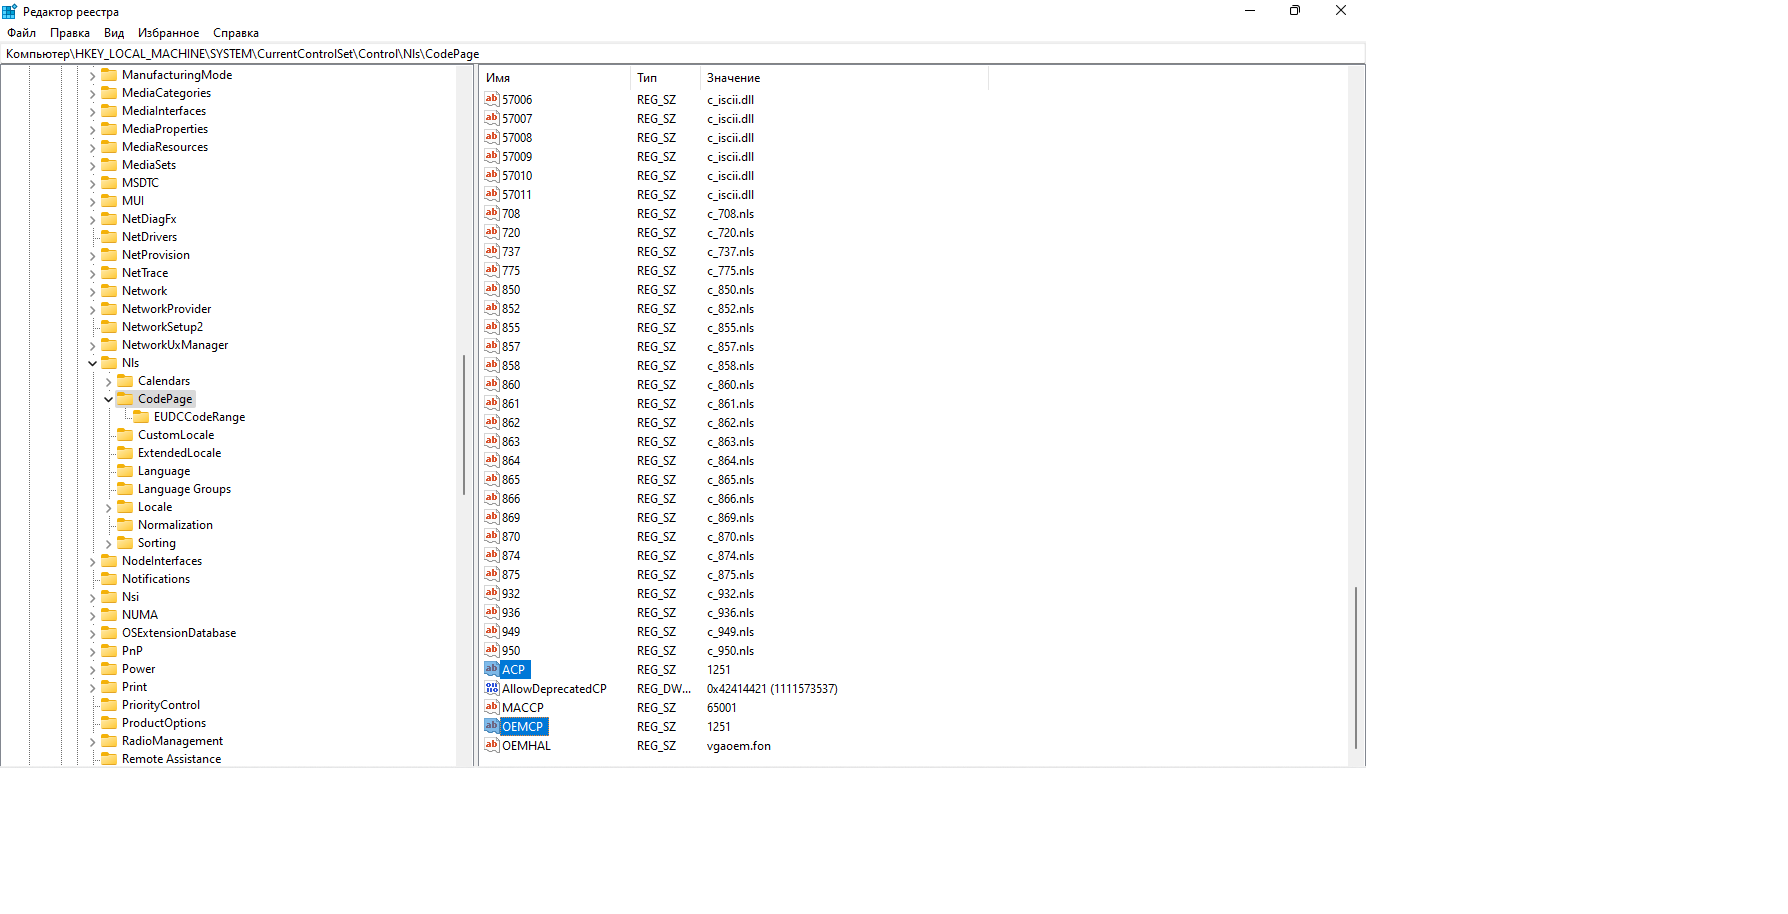 Редактор реестра
Файл Правка Вид Избранное Справка
Компьютер\HKEY_LOCAL_MACHINE\SYSTEM\CurrentControlSet\Control\Nls\CodePage
ManufacturingMode
MediaCategories
MediaInterfaces
MediaProperties
MediaResources
MediaSets
MSDTC
MUI
NetDiagFx
NetDrivers
NetProvision
NetTrace
Network
NetworkProvider
NetworkSetup2
NetworkUxManager
Nls
Calendars
CodePage
EUDCCodeRange
CustomLocale
ExtendedLocale
Language
Language Groups
Locale
Normalization
Sorting
NodeInterfaces
Notifications
Nsi
NUMA
OSExtensionDatabase
PnP
Power
Print
PriorityControl
ProductOptions
RadioManagement
Remote Assistance
Имя Тип Значение
57006 REG_SZ c_iscii.dll
57007 REG_SZ c_iscii.dll
57008 REG_SZ c_iscii.dll
57009 REG_SZ c_iscii.dll
57010 REG_SZ c_iscii.dll
57011 REG_SZ c_iscii.dll
708 REG_SZ c_708.nls
720 REG_SZ c_720.nls
737 REG_SZ c_737.nls
775 REG_SZ c_775.nls
850 REG_SZ c_850.nls
852 REG_SZ c_852.nls
855 REG_SZ c_855.nls
857 REG_SZ c_857.nls
858 REG_SZ c_858.nls
860 REG_SZ c_860.nls
861 REG_SZ c_861.nls
862 REG_SZ c_862.nls
863 REG_SZ c_863.nls
864 REG_SZ c_864.nls
865 REG_SZ c_865.nls
866 REG_SZ c_866.nls
869 REG_SZ c_869.nls
870 REG_SZ c_870.nls
874 REG_SZ c_874.nls
875 REG_SZ c_875.nls
932 REG_SZ c_932.nls
936 REG_SZ c_936.nls
949 REG_SZ c_949.nls
950 REG_SZ c_950.nls
ACP REG_SZ 1251
AllowDeprecatedCP REG_DW... 0x42414421 (1111573537)
MACCP REG_SZ 65001
OEMCP REG_SZ 1251
OEMHAL REG_SZ vgaoem.fon